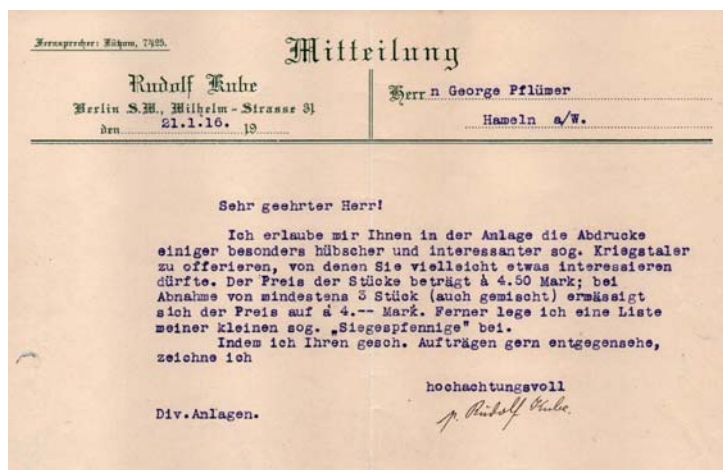 Fernsprecher: Lützow, 7425.
Mitteilung
Rudolf Kube
Berlin S.W., Wilhelm-Strasse 31
den 21.1.16. 19
Herrn George Pflümer
Hameln a/W.
Sehr geehrter Herr!
Ich erlaube mir Ihnen in der Anlage die Abdrucke
einiger besonders hübscher und interessanter sog. Kriegstaler
zu offerieren, von denen Sie vielleicht etwas interessieren
dürfte. Der Preis der Stücke beträgt à 4.50 Mark; bei
Abnahme von mindestens 3 Stück (auch gemischt) ermässigt
sich der Preis auf à 4.-- Mark. Ferner lege ich eine Liste
meiner kleinen sog. „Siegespfennige" bei.
Indem ich Ihren gesch. Aufträgen gern entgegensehe,
zeichne ich
hochachtungsvoll
Div.Anlagen.
p. Rudolf Kube.